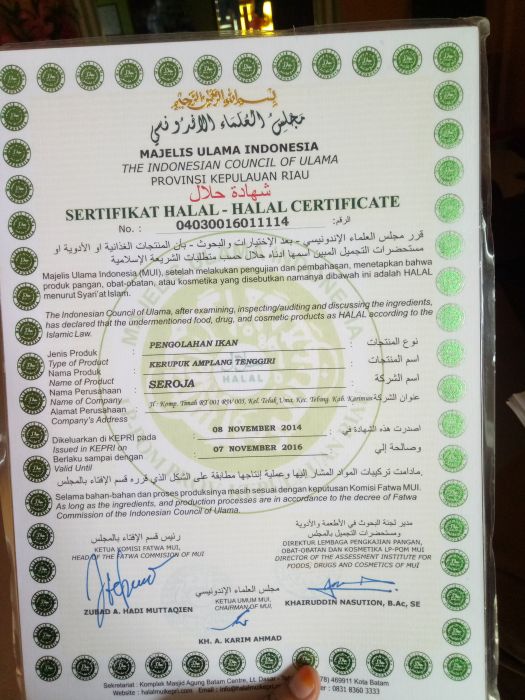 بسم الله الرحمن الرحيم
مجلس العلماء الاندونيسي
MAJELIS ULAMA INDONESIA
THE INDONESIAN COUNCIL OF ULAMA
PROVINSI KEPULAUAN RIAU
شهادة حلال
SERTIFIKAT HALAL - HALAL CERTIFICATE
No. : 04030016011114 الرقم:
قرر مجلس العلماء الإندونيسي - بعد الإختبارات والبحوث - بأن المنتجات الغذائية او الأدوية او
مستحضرات التجميل المبين اسمها ادناه حلال حسب متطلبات الشريعة الإسلامية
Majelis Ulama Indonesia (MUI), setelah melakukan pengujian dan pembahasan, menetapkan bahwa
produk pangan, obat-obatan, atau kosmetika yang disebutkan namanya dibawah ini adalah HALAL
menurut Syari'at Islam.
The Indonesian Council of Ulama, after examining, inspecting/auditing and discussing the ingredients,
has declared that the undermentioned food, drug, and cosmetic products as HALAL according to the
Islamic Law.
Jenis Produk : PENGOLAHAN IKAN نوع المنتجات
Type of Product
Nama Produk : KERUPUK AMPLANG TENGGIRI اسم المنتجات
Name of Product
Nama Perusahaan : SEROJA اسم الشركة
Name of Company
Alamat Perusahaan : Jl. Komp. Timah RT 001 RW 005, Kel. Teluk Uma, Kec. Tebing, Kab. Karimun عنوان الشركة
Company's Address
Dikeluarkan di KEPRI pada : 08 NOVEMBER 2014 اصدرت هذه الشهادة في
Issued in KEPRI on
Berlaku sampai dengan : 07 NOVEMBER 2016 وصالحة إلي
Valid Until
مادامت تركيبات المواد المشار إليها وعملية إنتاجها مطابقة على الشكل الذي قرره قسم الإفتاء بالمجلس.
Selama bahan-bahan dan proses produksinya masih sesuai dengan keputusan Komisi Fatwa MUI.
As long as the ingredients, and production processes are in accordance to the decree of Fatwa
Commission of the Indonesian Council of Ulama.
رئيس قسم الإفتاء بالمجلس
KETUA KOMISI FATWA MUI,
HEAD OF THE FATWA COMMISION OF MUI
ZUBAD A. HADI MUTTAQIEN
مدير لجنة البحوث في الأطعمة والأدوية
ومستحضرات التجميل بالمجلس
DIREKTUR LEMBAGA PENGKAJIAN PANGAN,
OBAT-OBATAN DAN KOSMETIKA LP-POM MUI
DIRECTOR OF THE ASSESSMENT INSTITUTE FOR
FOODS, DRUGS AND COSMETICS OF MUI
KHAIRUDDIN NASUTION, B.Ac, SE
مجلس العلماء الإندونيسي
KETUA UMUM MUI,
CHAIRMAN OF MUI,
KH. A. KARIM AHMAD
HALAL
Sekretariat : Komplek Masjid Agung Batam Centre, Lt. Dasar 469911 Kota Batam
Website : www.halalmuikepri.com email : info@halalmuikepri : 0831 8360 3333